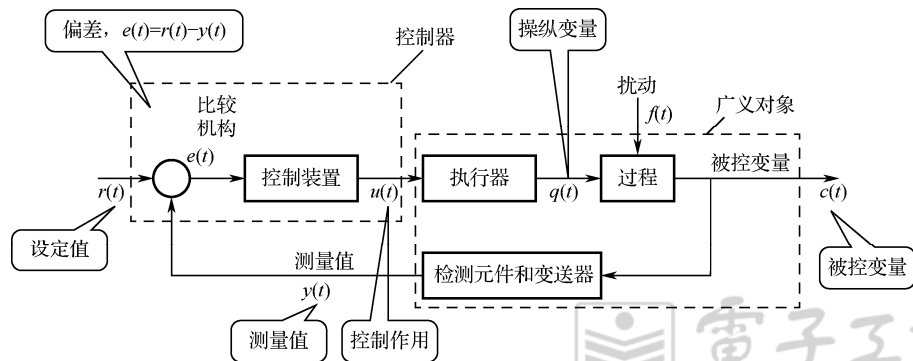 偏差，e(t)=r(t)−y(t)
控制器
操纵变量
扰动
f(t)
广义对象
比较
机构
e(t)
控制装置
执行器
过程
被控变量
r(t)
u(t)
q(t)
c(t)
设定值
测量值
检测元件和变送器
被控变量
y(t)
测量值
控制作用
電子工